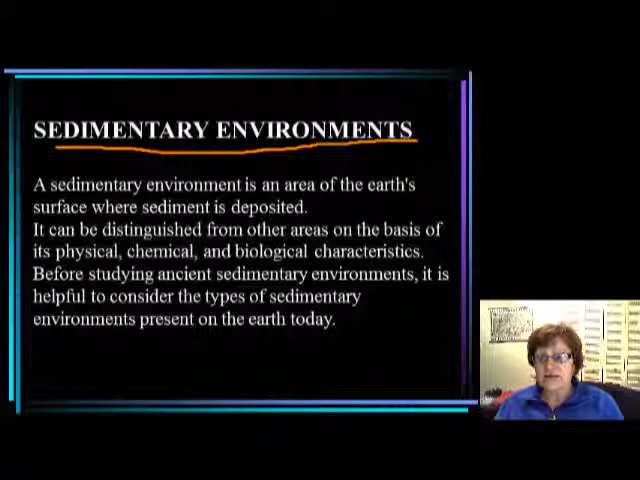 SEDIMENTARY ENVIRONMENTS
A sedimentary environment is an area of the earth's
surface where sediment is deposited.
It can be distinguished from other areas on the basis of
its physical, chemical, and biological characteristics.
Before studying ancient sedimentary environments, it is
helpful to consider the types of sedimentary
environments present on the earth today.